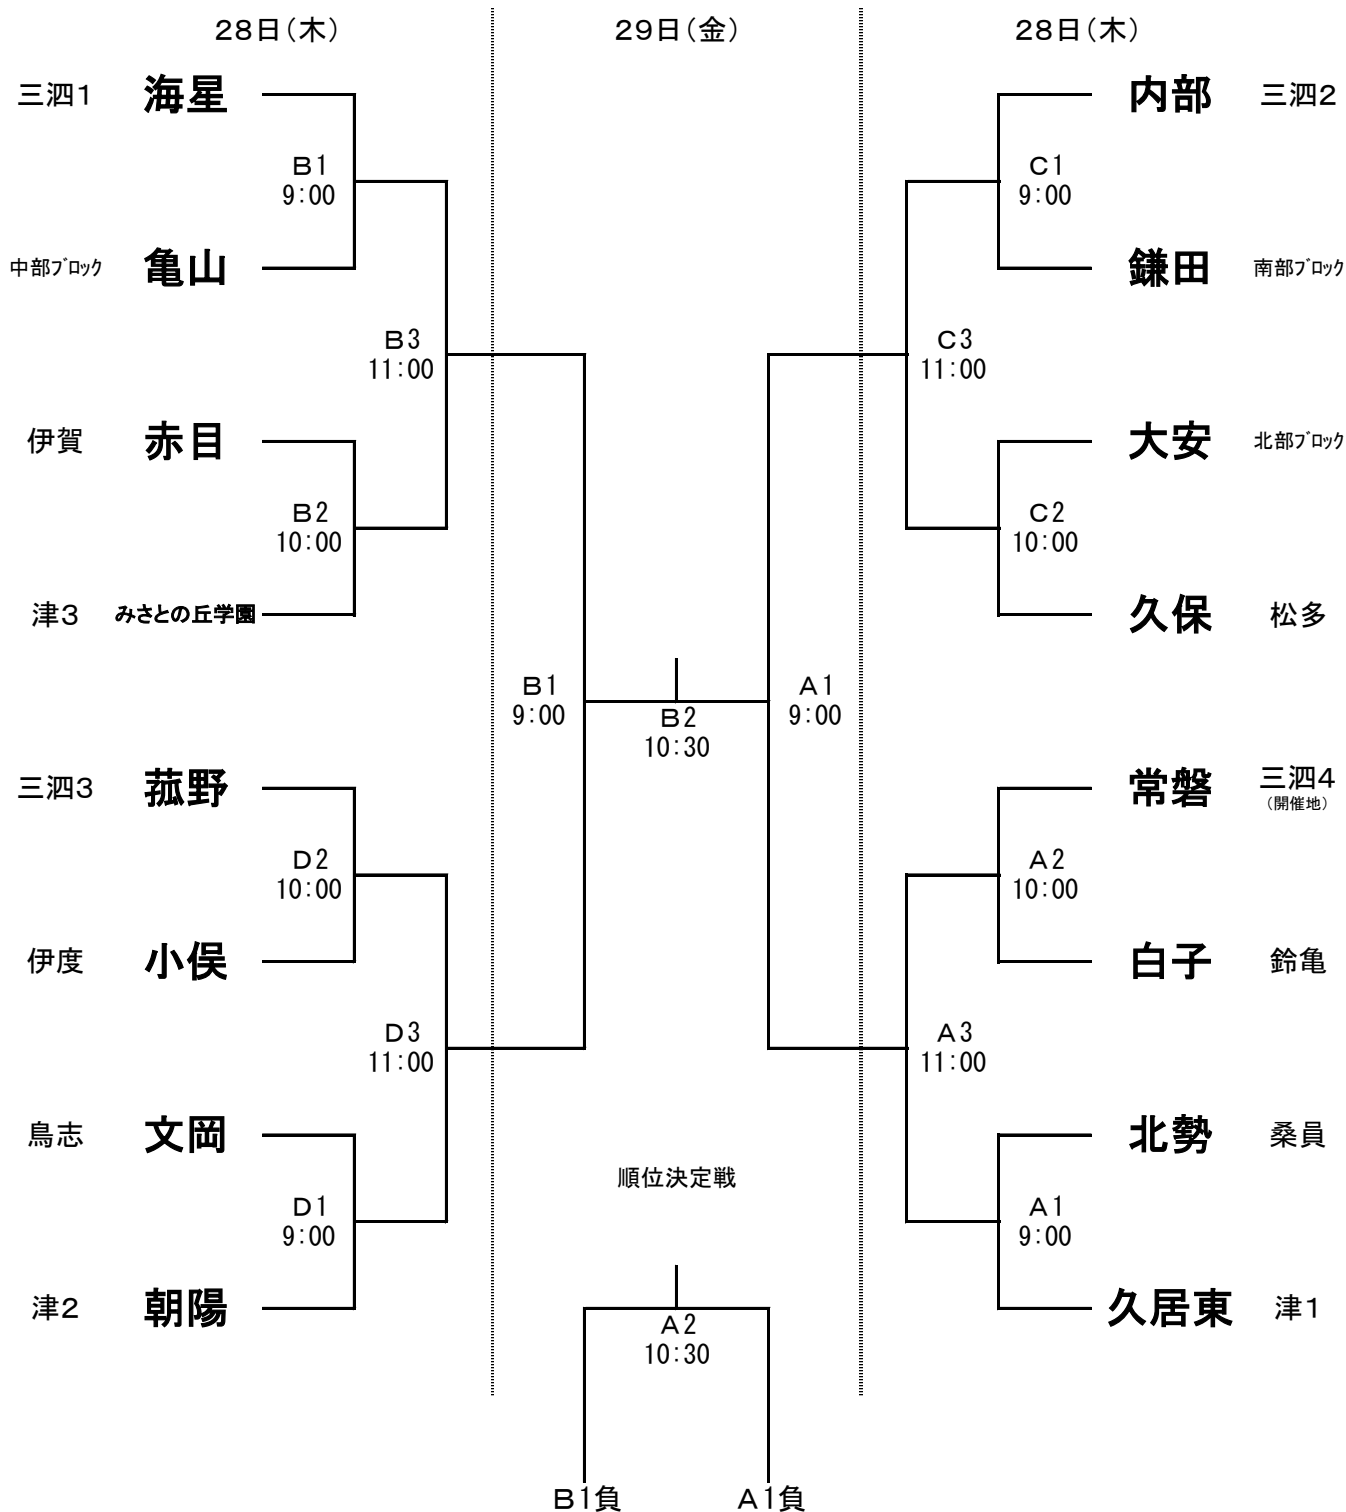 28日(木)
29日(金)
28日(木)
三泗1
海星
内部
三泗2
B1
9:00
C1
9:00
中部ブロック
亀山
鎌田
南部ブロック
B3
11:00
C3
11:00
伊賀
赤目
大安
北部ブロック
B2
10:00
C2
10:00
津3
みさとの丘学園
久保
松多
B1
9:00
B2
10:30
A1
9:00
三泗3
菰野
常磐
三泗4
(開催地)
D2
10:00
A2
10:00
伊度
小俣
白子
鈴亀
D3
11:00
A3
11:00
鳥志
文岡
北勢
桑員
順位決定戦
D1
9:00
A1
9:00
津2
朝陽
久居東
津1
A2
10:30
B1負
A1負